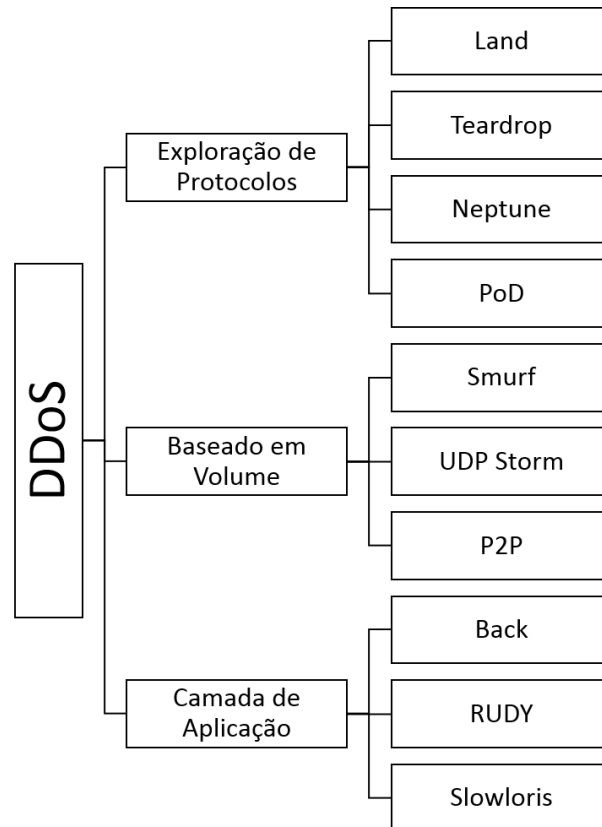 DDoS
Exploração de
Protocolos
Land
Teardrop
Neptune
PoD
Baseado em
Volume
Smurf
UDP Storm
P2P
Camada de
Aplicação
Back
RUDY
Slowloris